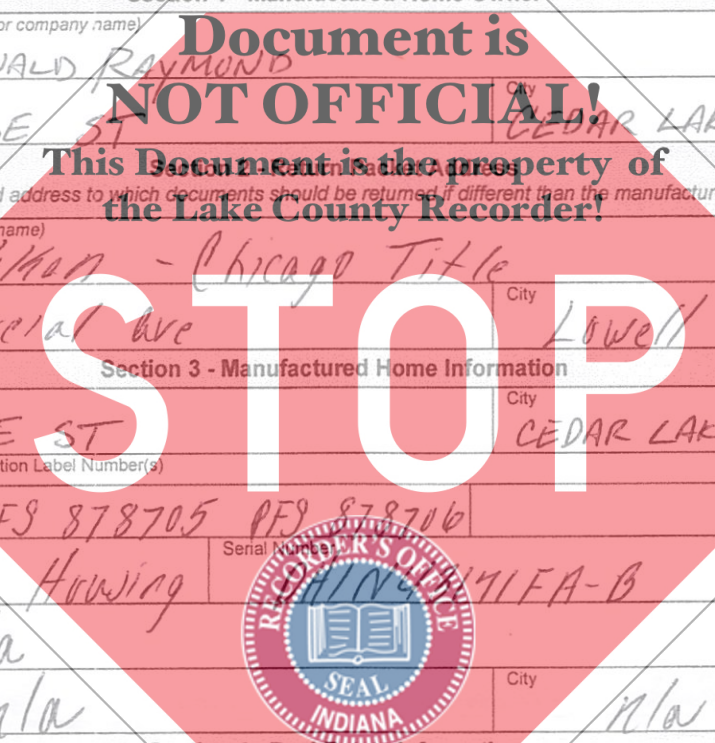 or company name)
Document is
RAYMOND
NOT OFFICIAL!
City
ST
CEDAR LAK
This Document is the property of
Section 2 - Return Packet Address
d address to which documents should be returned if different than the manufactur
the Lake County Recorder!
name)
- Chicago Title
City
ave
Lowell
STOP
Section 3 - Manufactured Home Information
City
E ST
CEDAR LAK
tion Label Number(s)
FS 878705 PFS 878706
Serial Number
Housing
71FA-B
RECORDER'S OFFICE
SEAL
INDIANA
City
n/a
n/a